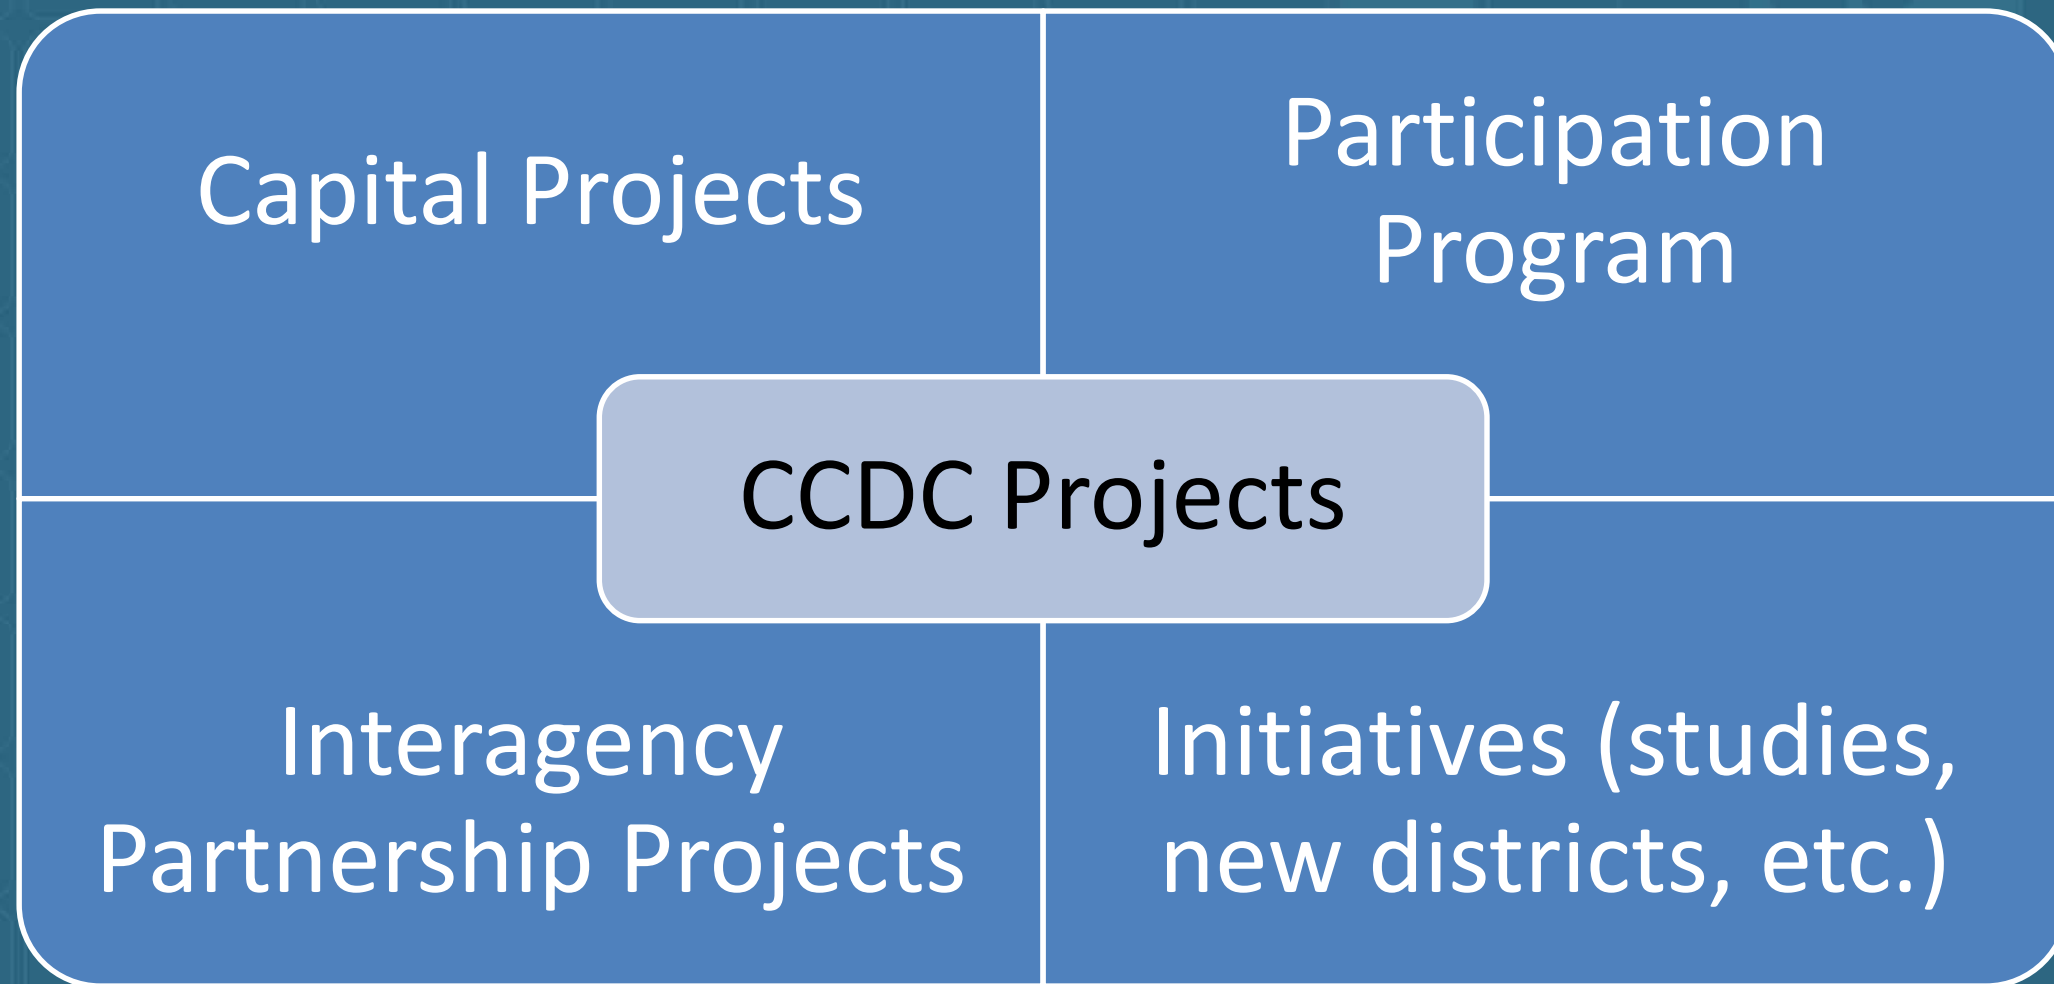 Capital Projects
Participation
Program
CCDC Projects
Interagency
Partnership Projects
Initiatives (studies,
new districts, etc.)